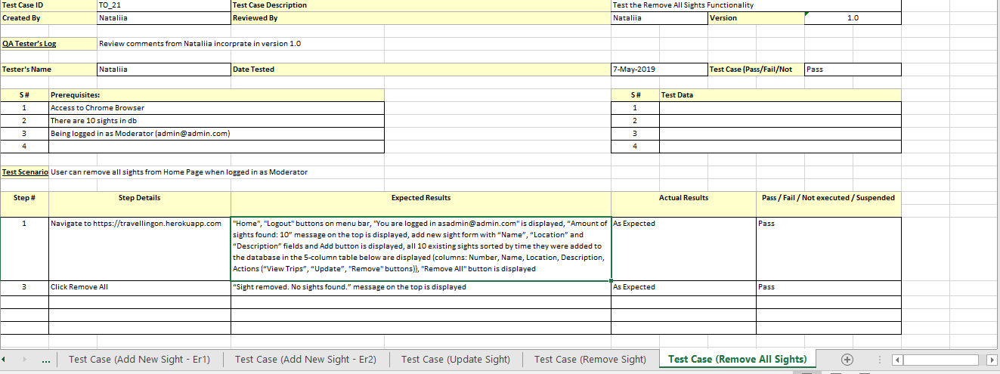 Test Case ID TO_21 Test Case Description Test the Remove All Sights Functionality
Created By Nataliia Reviewed By Nataliia Version 1.0
QA Tester's Log Review comments from Nataliia incorprate in version 1.0
Tester's Name Nataliia Date Tested 7-May-2019 Test Case (Pass/Fail/Not Pass
S # Prerequisites: S # Test Data
1 Access to Chrome Browser 1
2 There are 10 sights in db 2
3 Being logged in as Moderator (admin@admin.com) 3
4 4
Test Scenario User can remove all sights from Home Page when logged in as Moderator
Step # Step Details Expected Results Actual Results Pass / Fail / Not executed / Suspended
1 Navigate to https://travellingon.herokuapp.com "Home", "Logout" buttons on menu bar, "You are logged in asadmin@admin.com" is displayed, "Amount of As Expected Pass
sights found: 10" message on the top is displayed, add new sight form with "Name", "Location" and
"Description" fields and Add button is displayed, all 10 existing sights sorted by time they were added to
the database in the 5-column table below are displayed (columns: Number, Name, Location, Description,
Actions ("View Trips", "Update", "Remove" buttons)), "Remove All" button is displayed
3 Click Remove All "Sight removed. No sights found." message on the top is displayed As Expected Pass
... Test Case (Add New Sight - Er1) Test Case (Add New Sight - Er2) Test Case (Update Sight) Test Case (Remove Sight) Test Case (Remove All Sights)